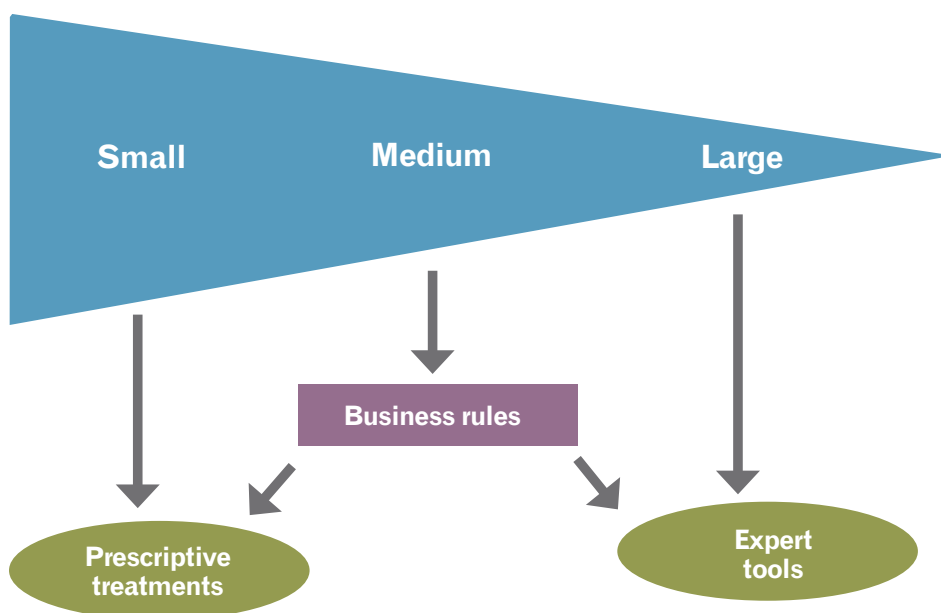 Small
Medium
Large
Business rules
Prescriptive
treatments
Expert
tools